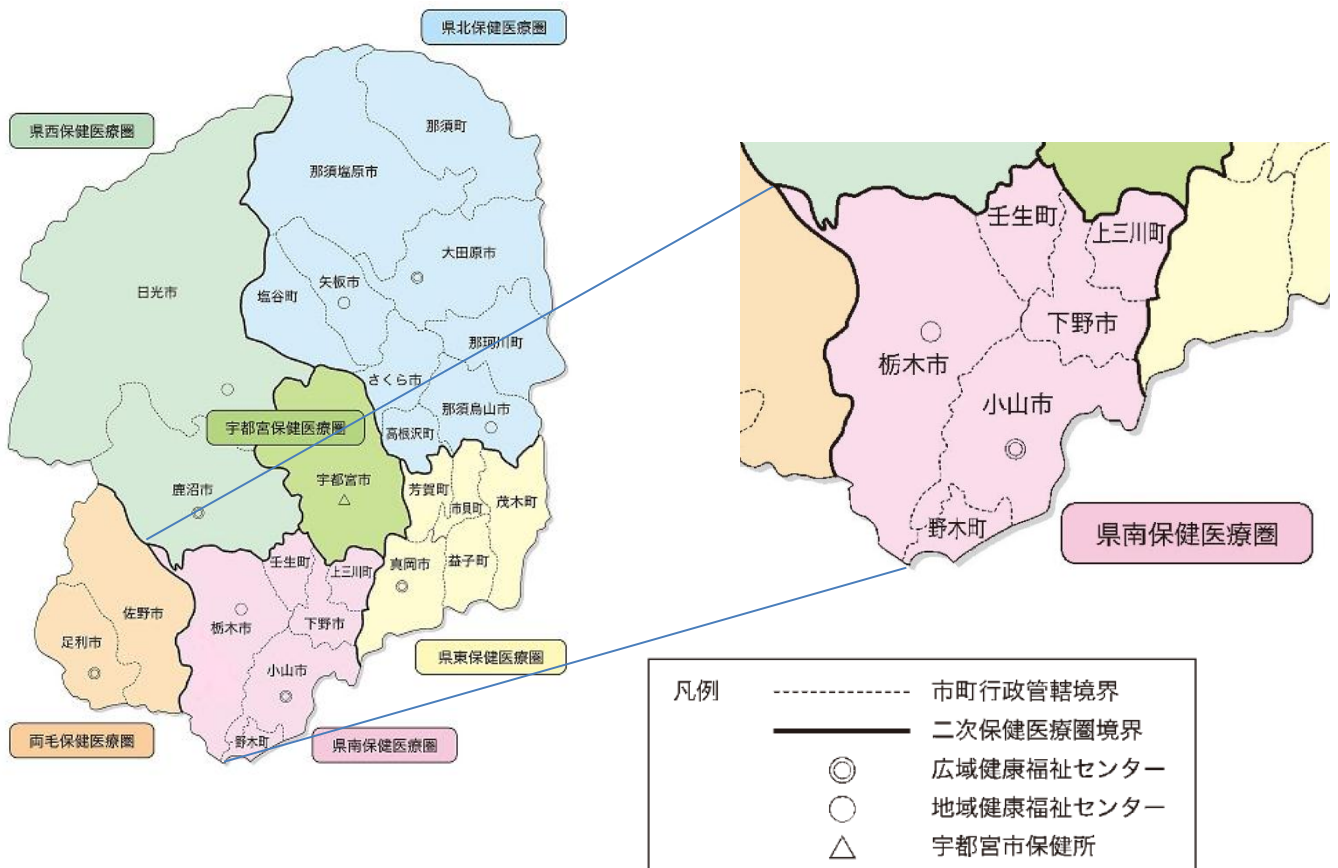 県北保健医療圏
県西保健医療圏
那須町
那須塩原市
大田原市
日光市
矢板市
塩谷町
那珂川町
さくら市
那須烏山市
宇都宮保健医療圏
高根沢町
鹿沼市
宇都宮市
芳賀町
市貝町
茂木町
壬生町
上三川町
真岡市
益子町
佐野市
栃木市
下野市
足利市
小山市
県東保健医療圏
両毛保健医療圏
野木町
県南保健医療圏
壬生町
上三川町
下野市
栃木市
小山市
野木町
県南保健医療圏
凡例
市町行政管轄境界
二次保健医療圏境界
広域健康福祉センター
地域健康福祉センター
宇都宮市保健所